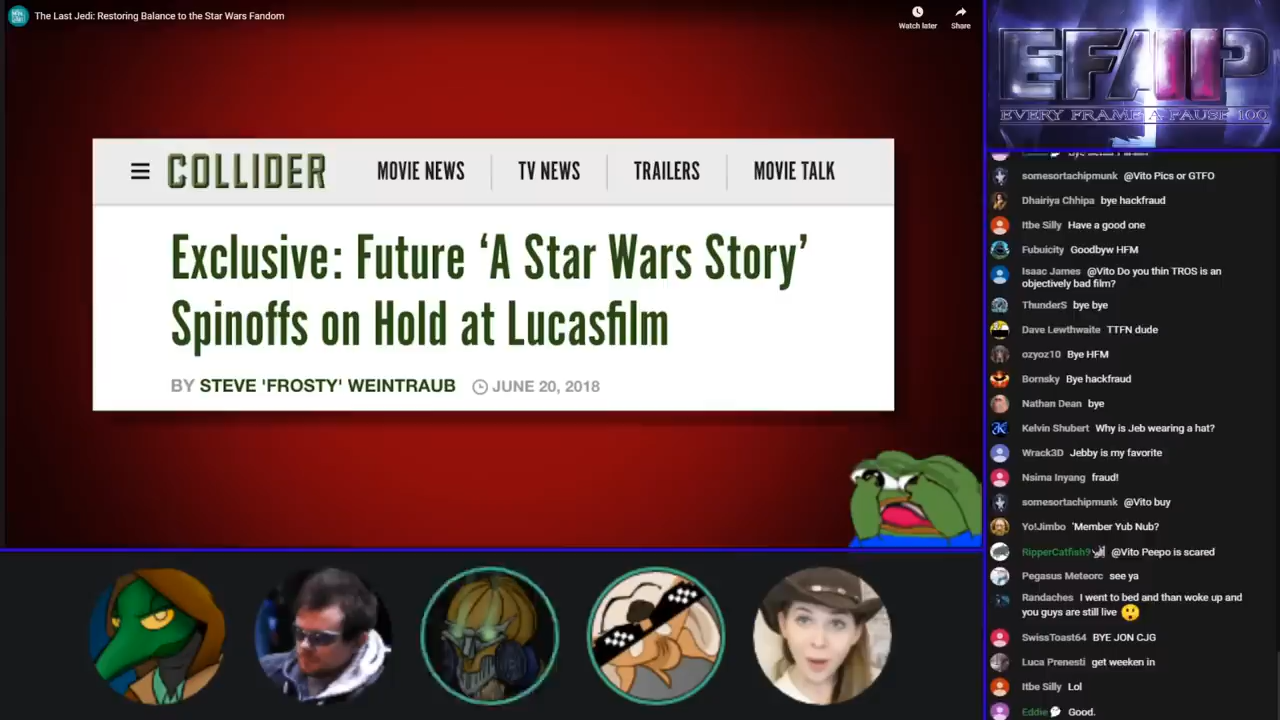 The Last Jedi: Restoring Balance to the Star Wars Fandom
Watch later
Share
COLLIDER
MOVIE NEWS
TV NEWS
TRAILERS
MOVIE TALK
Exclusive: Future ‘A Star Wars Story’
Spinoffs on Hold at Lucasfilm
BY STEVE 'FROSTY' WEINTRAUB JUNE 20, 2018
EFAP
EVERY FRAME A PAUSE 100
somesortachipmunk @Vito Pics or GTFO
Dhairiya Chhipa bye hackfraud
Itbe Silly Have a good one
Fubuicity Goodbyw HFM
Isaac James @Vito Do you thin TROS is an
objectively bad film?
ThunderS bye bye
Dave Lewthwaite TTFN dude
ozyoz10 Bye HFM
Bornsky Bye hackfraud
Nathan Dean bye
Kelvin Shubert Why is Jeb wearing a hat?
Wrack3D Jebby is my favorite
Nsima Inyang fraud!
somesortachipmunk @Vito buy
Yo!Jimbo 'Member Yub Nub?
RipperCatfish9 @Vito Peepo is scared
Pegasus Meteorc see ya
Randaches I went to bed and than woke up and
you guys are still live
SwissToast64 BYE JON CJG
Luca Prenesti get weeken in
Itbe Silly Lol
Eddie Good.